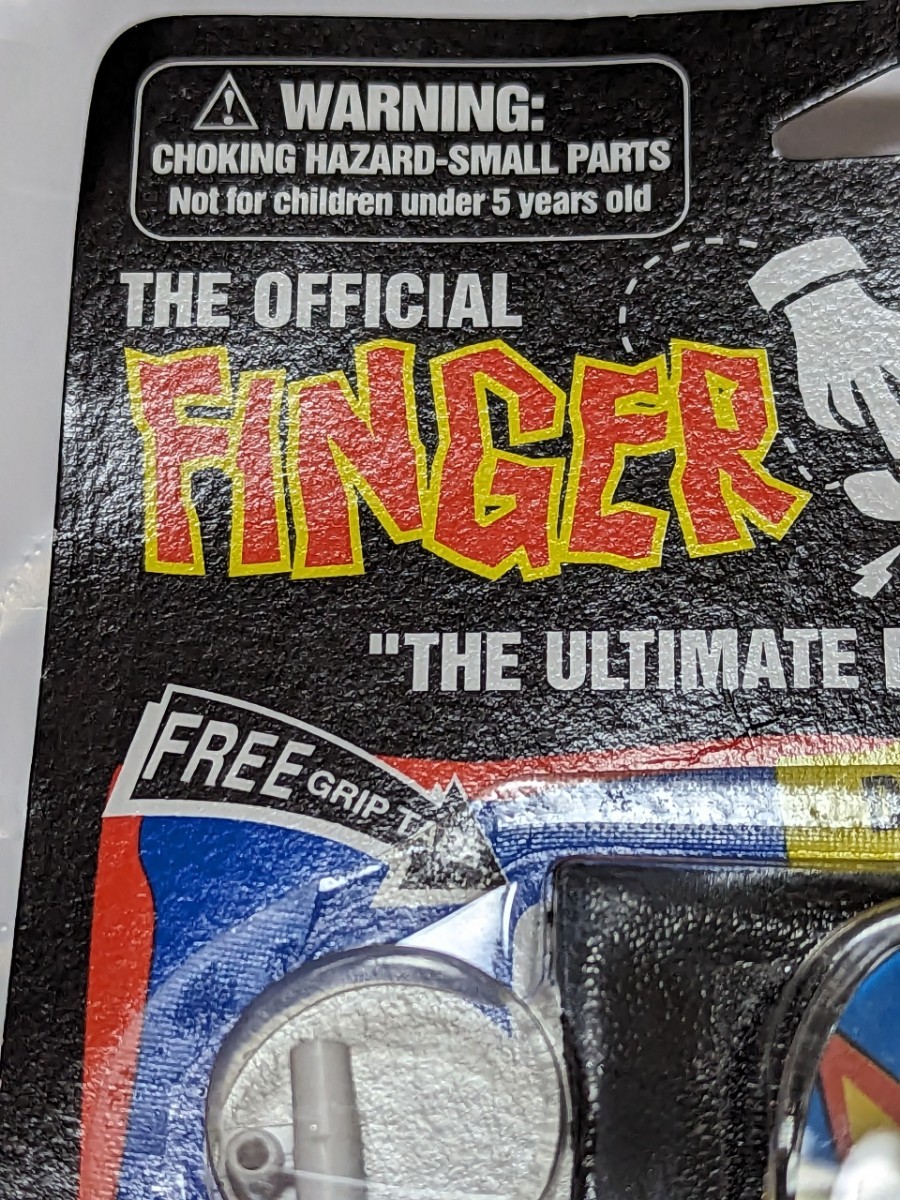 WARNING:
CHOKING HAZARD-SMALL PARTS
Not for children under 5 years old
THE OFFICIAL
FINGER
"THE ULTIMATE
FREE GRIP